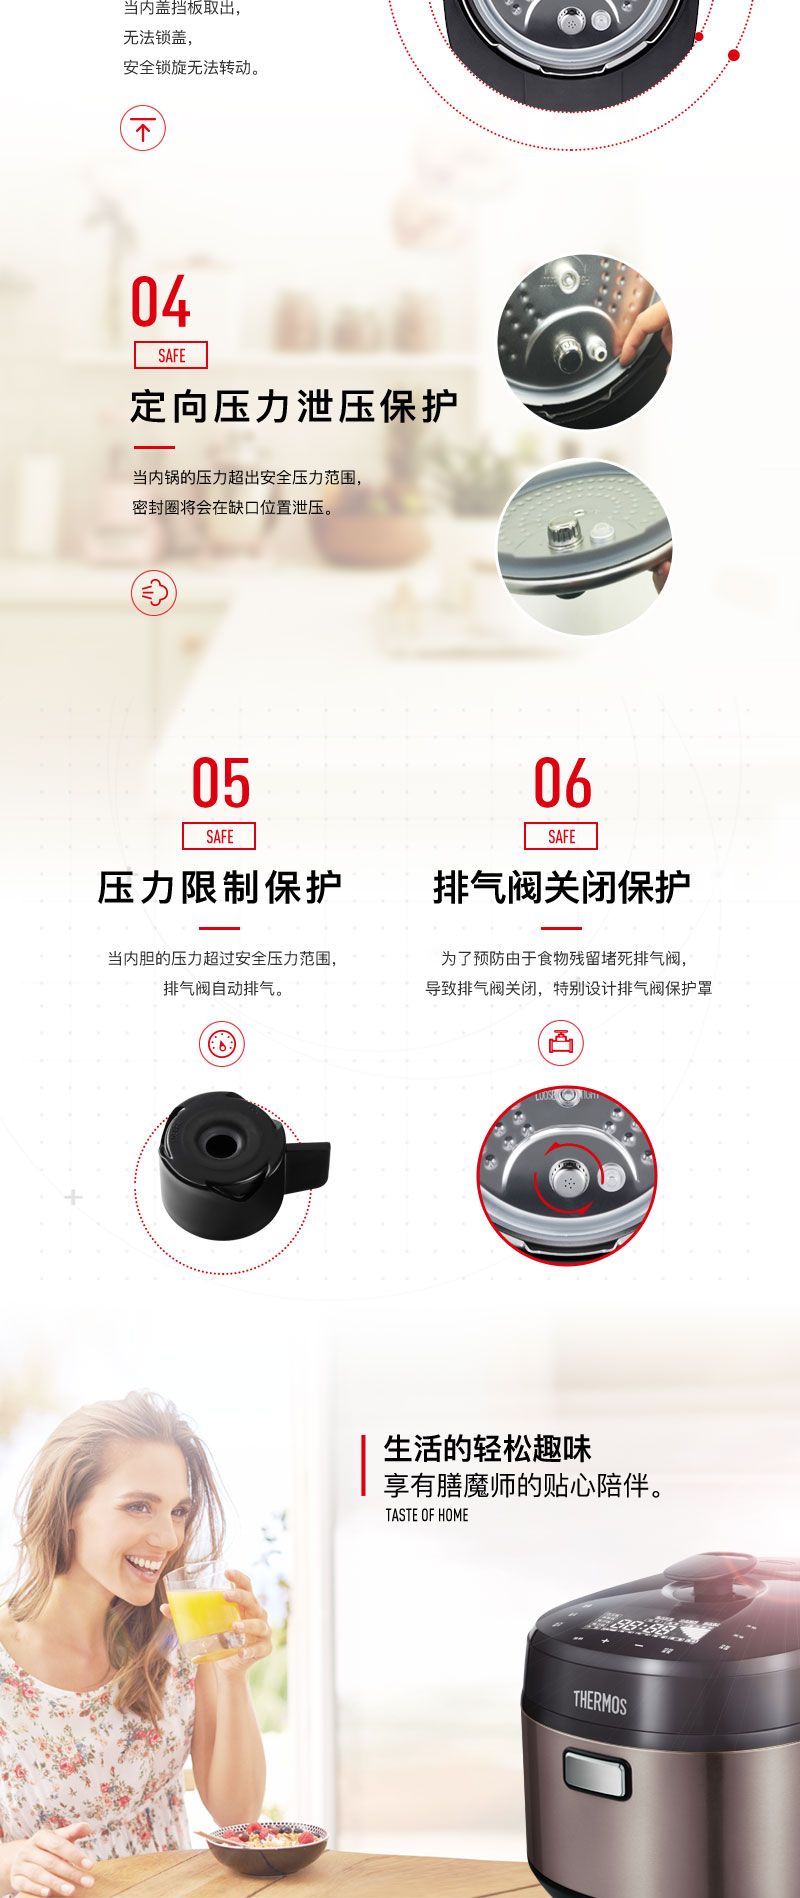 当内盖挡板取出，
无法锁盖，
安全锁旋无法转动。
04
SAFE
定向压力泄压保护
当内锅的压力超出安全压力范围，
密封圈将会在缺口位置泄压。
05
SAFE
压力限制保护
当内胆的压力超过安全压力范围，
排气阀自动排气。
06
SAFE
排气阀关闭保护
为了预防由于食物残留堵死排气阀，
导致排气阀关闭，特别设计排气阀保护罩
生活的轻松趣味
享有膳魔师的贴心陪伴。
TASTE OF HOME
88:88
THERMOS